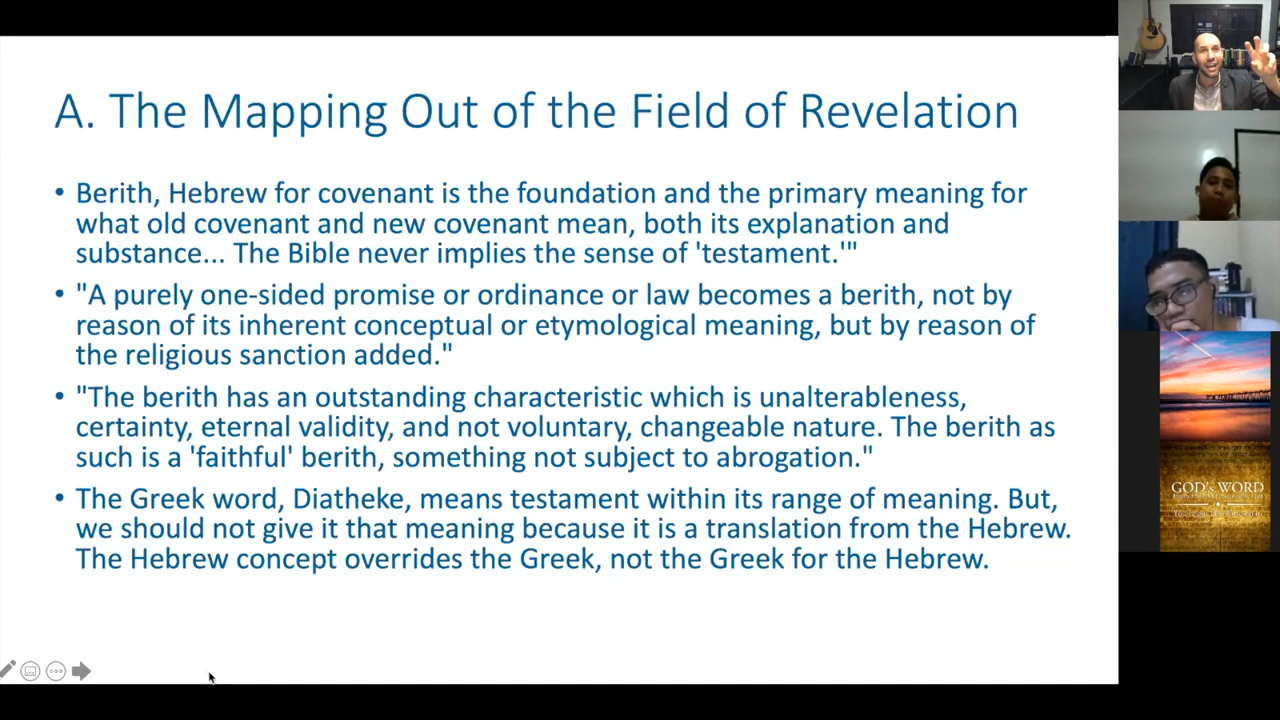 A. The Mapping Out of the Field of Revelation
• Berith, Hebrew for covenant is the foundation and the primary meaning for
what old covenant and new covenant mean, both its explanation and
substance... The Bible never implies the sense of 'testament.'"
• "A purely one-sided promise or ordinance or law becomes a berith, not by
reason of its inherent conceptual or etymological meaning, but by reason of
the religious sanction added."
• "The berith has an outstanding characteristic which is unalterableness,
certainty, eternal validity, and not voluntary, changeable nature. The berith as
such is a 'faithful' berith, something not subject to abrogation."
• The Greek word, Diatheke, means testament within its range of meaning. But,
we should not give it that meaning because it is a translation from the Hebrew.
The Hebrew concept overrides the Greek, not the Greek for the Hebrew.
GOD's WORD